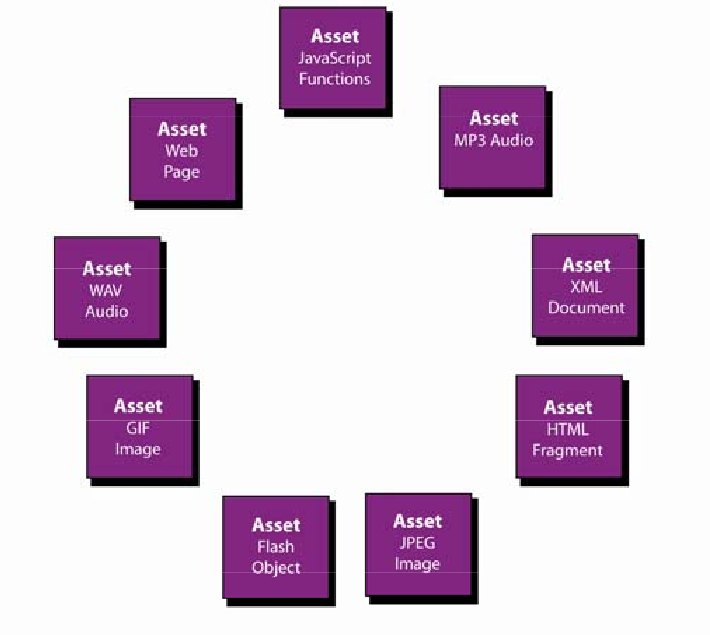 Asset
JavaScript
Functions
Asset
MP3 Audio
Asset
Web
Page
Asset
XML
Document
Asset
WAV
Audio
Asset
HTML
Fragment
Asset
GIF
Image
Asset
JPEG
Image
Asset
Flash
Object